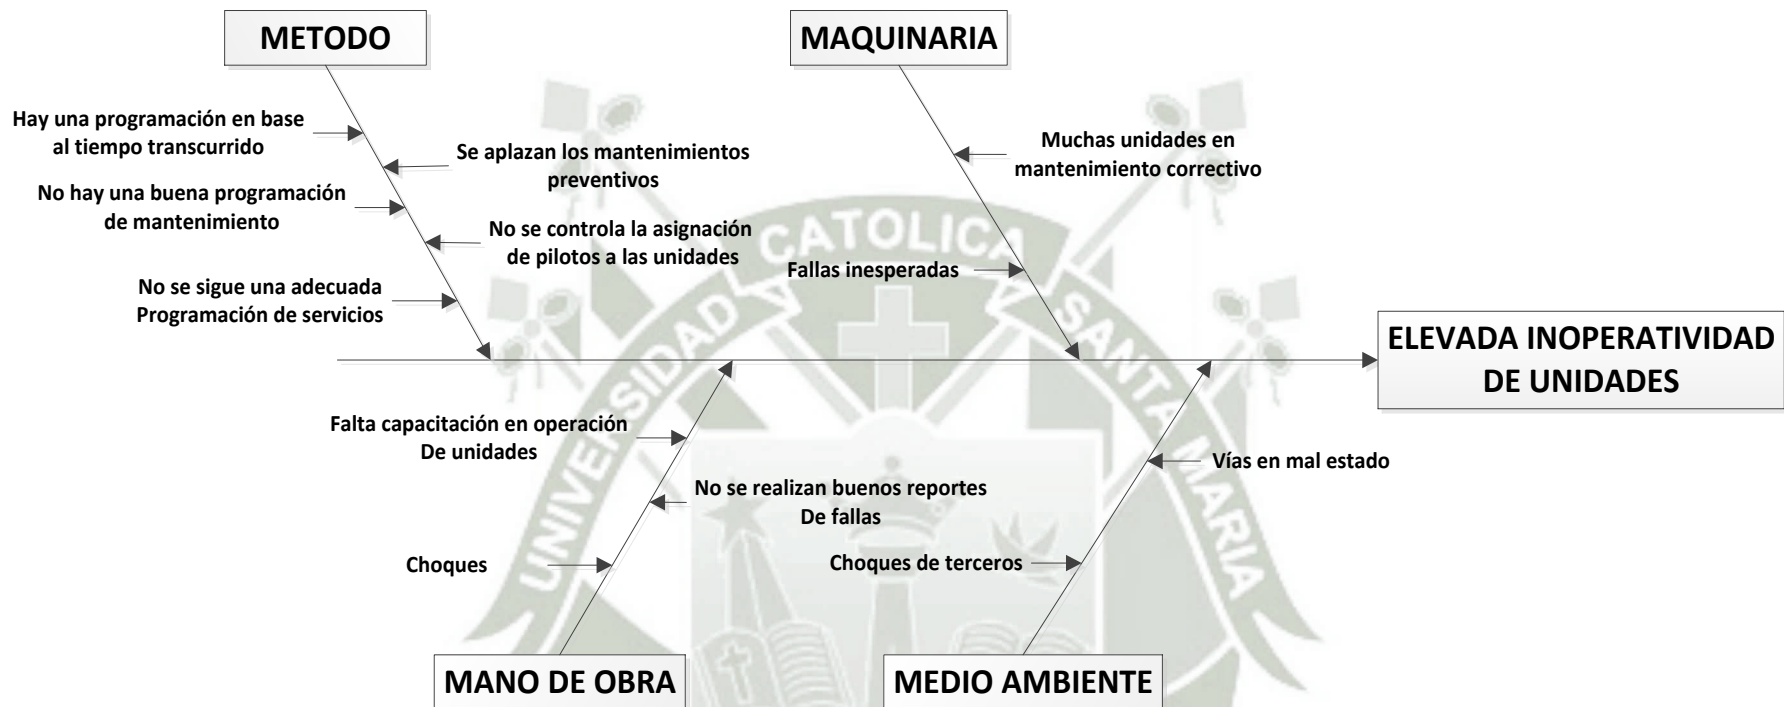 METODO
MAQUINARIA
Hay una programación en base
al tiempo transcurrido
Se aplazan los mantenimientos
preventivos
Muchas unidades en
mantenimiento correctivo
No hay una buena programación
de mantenimiento
No se controla la asignación
de pilotos a las unidades
Fallas inesperadas
No se sigue una adecuada
Programación de servicios
ELEVADA INOPERATIVIDAD
DE UNIDADES
Falta capacitación en operación
De unidades
Vías en mal estado
No se realizan buenos reportes
De fallas
Choques
Choques de terceros
MANO DE OBRA
MEDIO AMBIENTE
UNIVERSIDAD CATOLICA SANTA MARIA